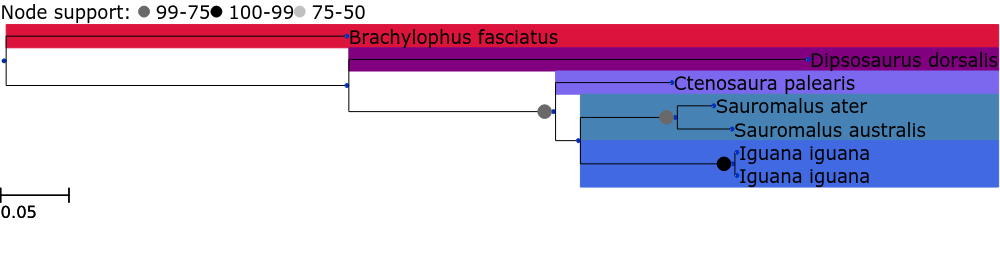 Node support: 99-75 100-99 75-50
Brachylophus fasciatus
Dipsosaurus dorsalis
Ctenosaura palearis
Sauromalus ater
Sauromalus australis
Iguana iguana
Iguana iguana
0.05